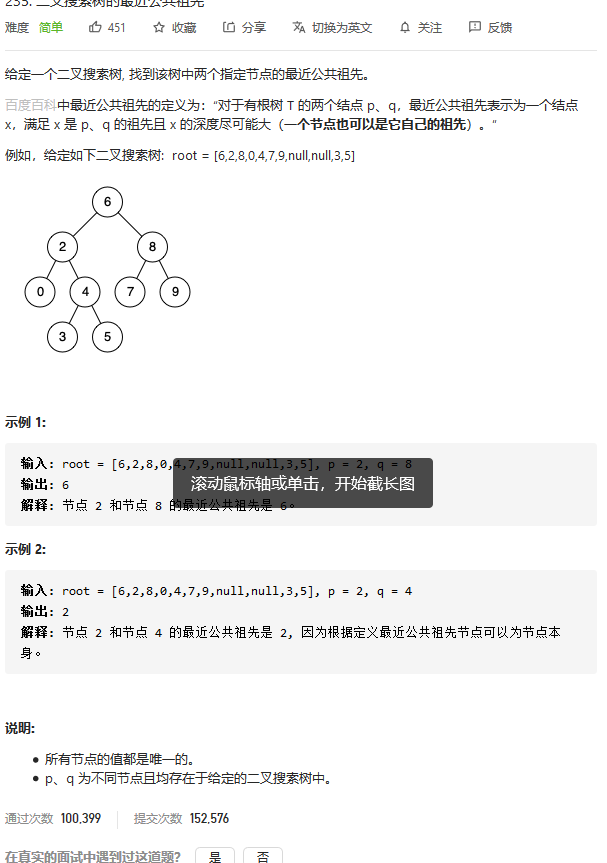 235. 二叉搜索树的最近公共祖先
难度 简单 451 收藏 分享 切换为英文 关注 反馈
给定一个二叉搜索树, 找到该树中两个指定节点的最近公共祖先。
百度百科中最近公共祖先的定义为：“对于有根树 T 的两个结点 p、q，最近公共祖先表示为一个结点
x，满足 x 是 p、q 的祖先且 x 的深度尽可能大（一个节点也可以是它自己的祖先）。”
例如，给定如下二叉搜索树: root = [6,2,8,0,4,7,9,null,null,3,5]
6
2 8
0 4 7 9
3 5
示例 1:
输入: root = [6,2,8,0,4,7,9,null,null,3,5], p = 2, q = 8
输出: 6
滚动鼠标轴或单击，开始截长图
解释: 节点 2 和节点 8 的最近公共祖先是 6。
示例 2:
输入: root = [6,2,8,0,4,7,9,null,null,3,5], p = 2, q = 4
输出: 2
解释: 节点 2 和节点 4 的最近公共祖先是 2, 因为根据定义最近公共祖先节点可以为节点本
身。
说明:
所有节点的值都是唯一的。
p、q 为不同节点且均存在于给定的二叉搜索树中。
通过次数 100,399 提交次数 152,576
在真实的面试中遇到过这道题? 是 否